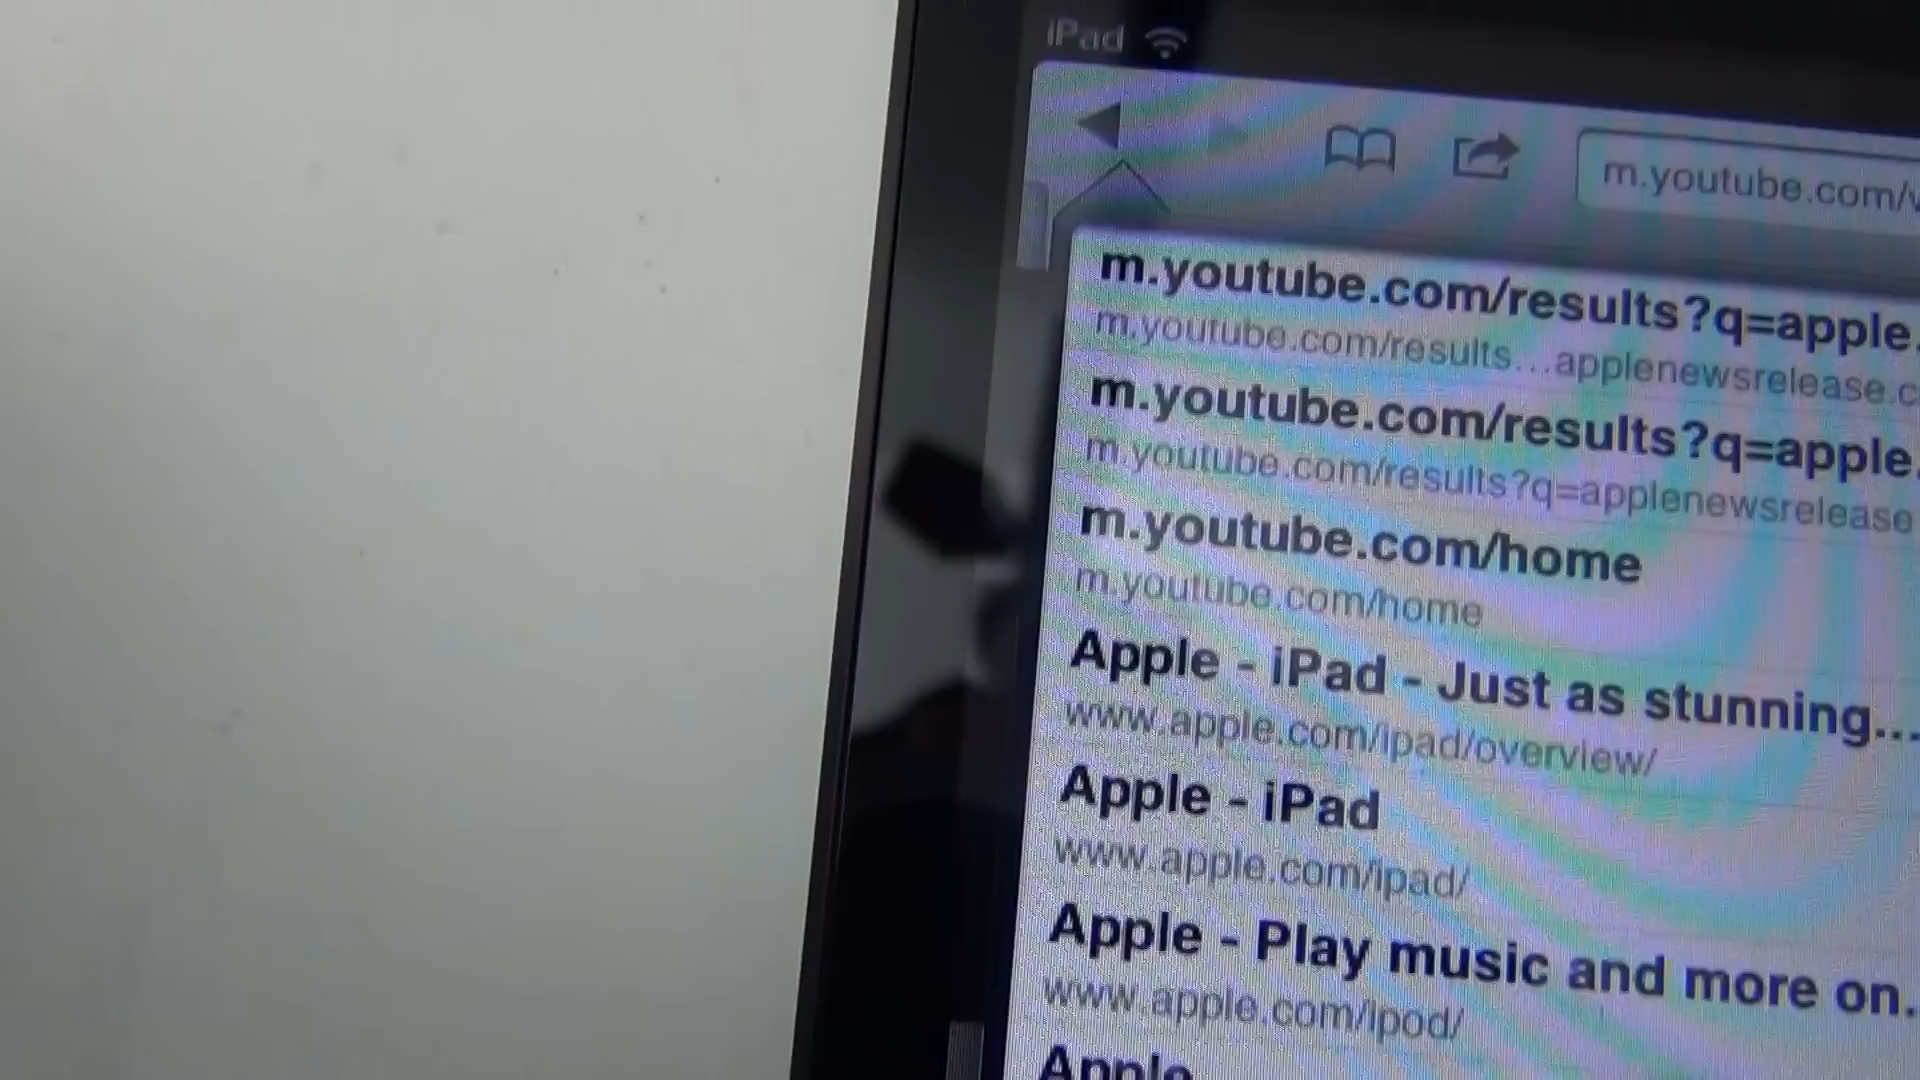 iPad
m.youtube.com/
m.youtube.com/results?q=apple.
m.youtube.com/results...applenewsrelease.c
m.youtube.com/results?q=apple.
m.youtube.com/results?q=applenewsrelease
m.youtube.com/home
m.youtube.com/home
Apple - iPad - Just as stunning...
www.apple.com/ipad/overview/
Apple - iPad
www.apple.com/ipad/
Apple - Play music and more on.
www.apple.com/ipod/
Apple